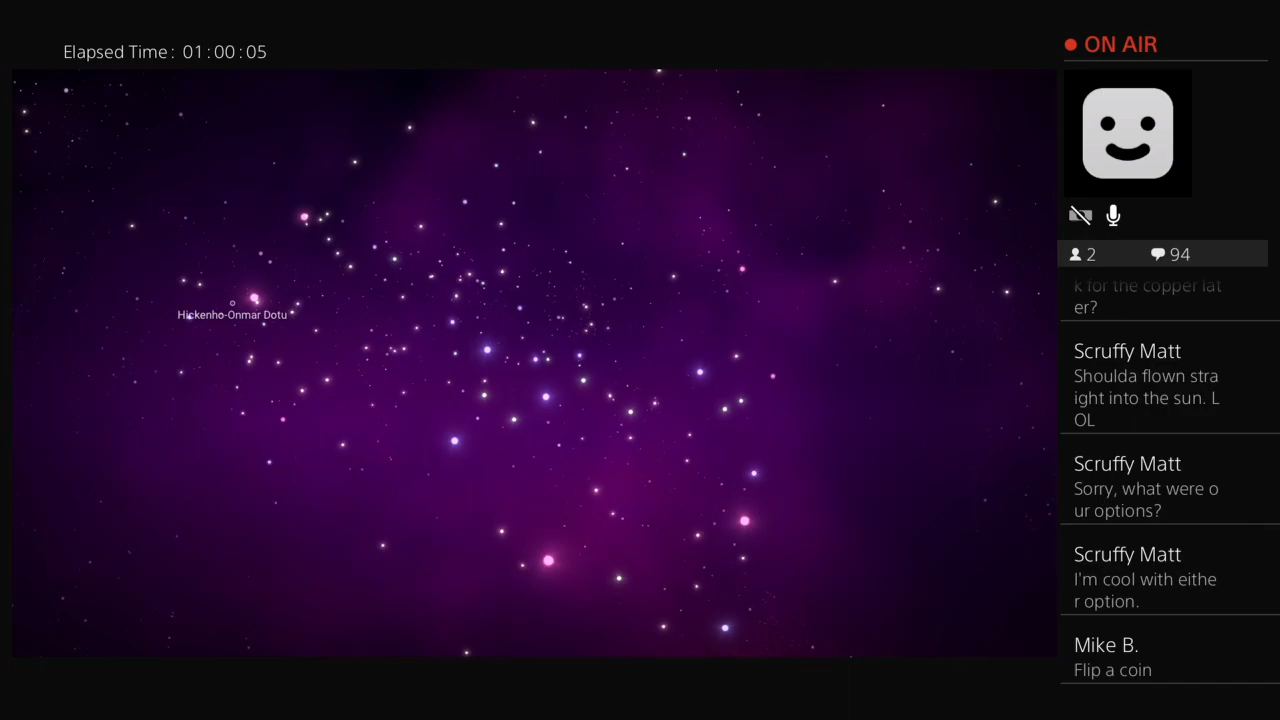 Elapsed Time: 01:00:05
ON AIR
Hickenho-Onmar Dotu
2
94
k for the copper lat
er?
Scruffy Matt
Shoulda flown stra
ight into the sun. L
OL
Scruffy Matt
Sorry, what were o
ur options?
Scruffy Matt
I'm cool with eithe
r option.
Mike B.
Flip a coin